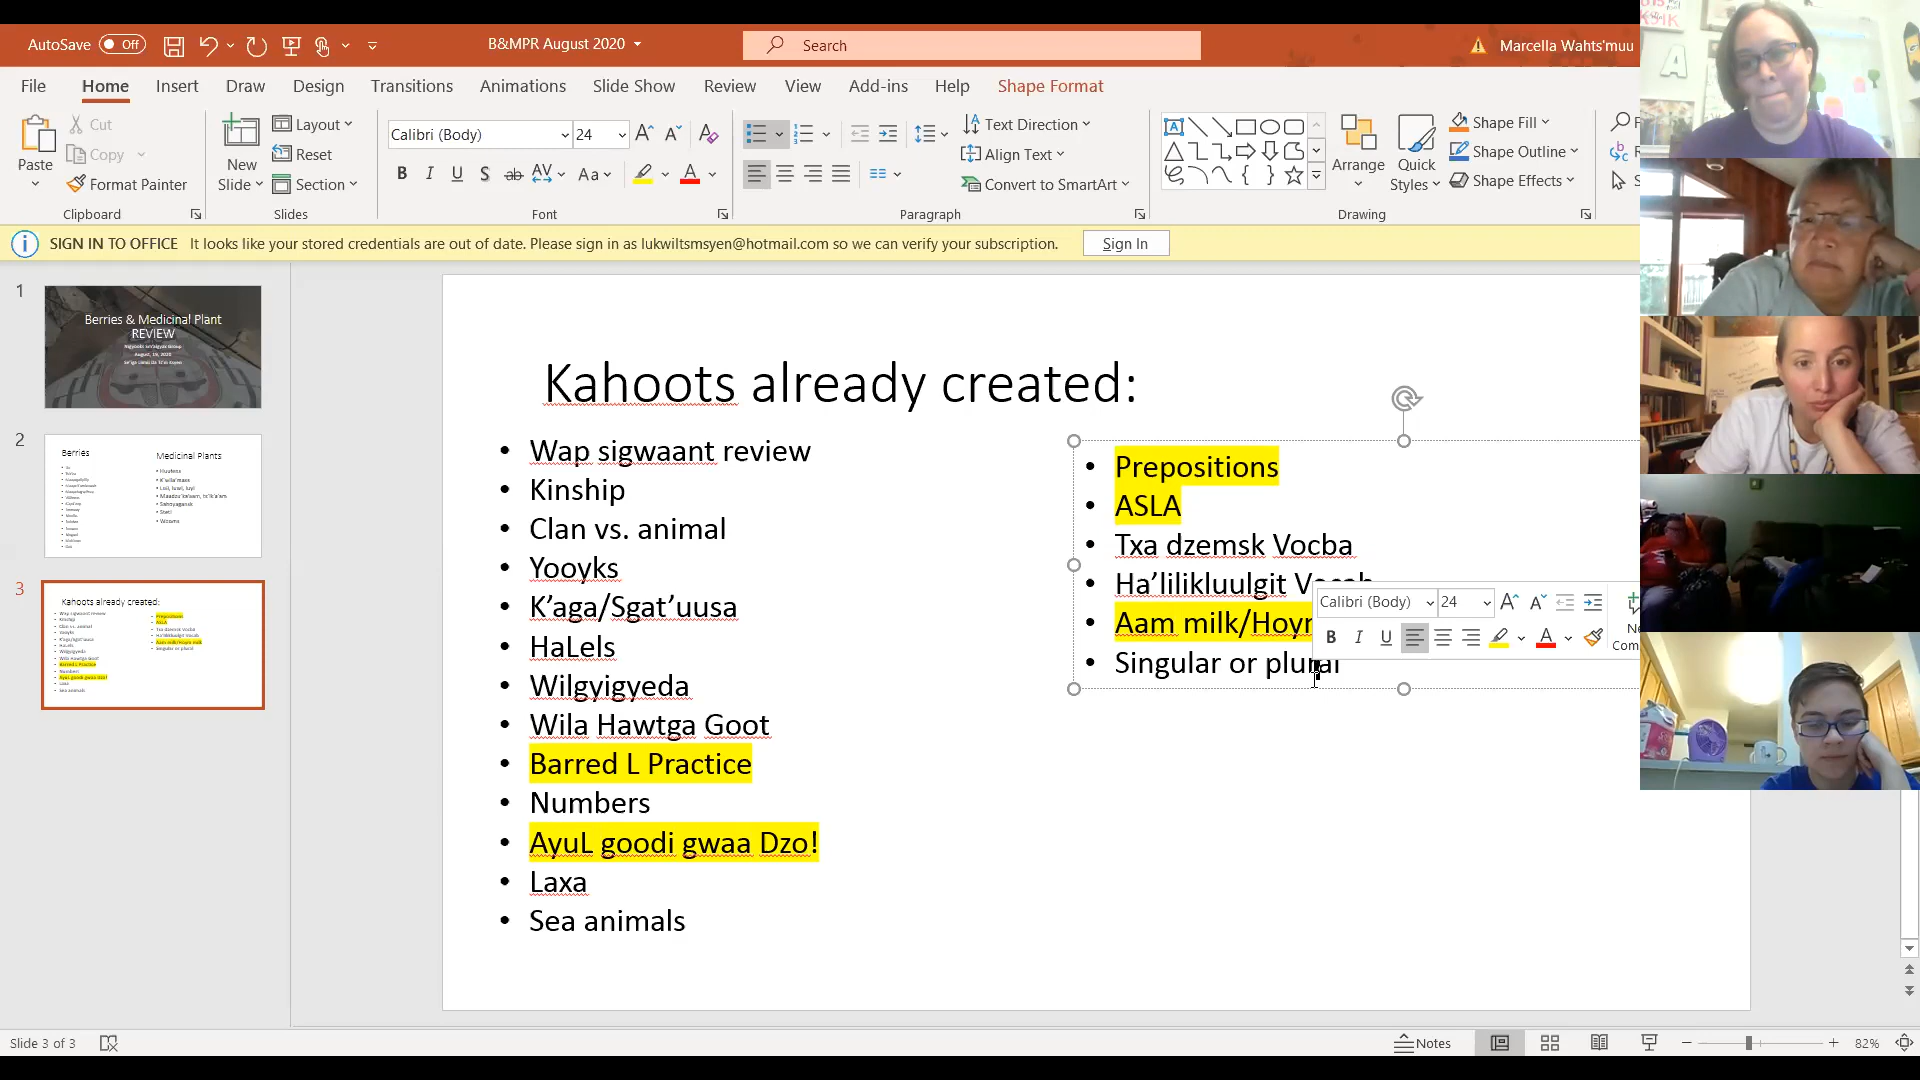 AutoSave Off
B&MPR August 2020
Search
Marcella Wahts'muu
File Home Insert Draw Design Transitions Animations Slide Show Review View Add-ins Help Shape Format
Paste
Cut
Copy
Format Painter
Clipboard
New Slide
Layout
Reset
Section
Slides
Calibri (Body) 24
Font
Text Direction
Align Text
Convert to SmartArt
Paragraph
Arrange
Quick Styles
Shape Fill
Shape Outline
Shape Effects
Drawing
SIGN IN TO OFFICE It looks like your stored credentials are out of date. Please sign in as lukwiltsmsyen@hotmail.com so we can verify your subscription. Sign In
1
Berries & Medicinal Plant
REVIEW
2
Berries
Medicinal Plants
3
Kahoots already created:
Kahoots already created:
• Wap sigwaant review
• Kinship
• Clan vs. animal
• Yooyks
• K’aga/Sgat’uusa
• HaLels
• Wilgyigyeda
• Wila Hawtga Goot
• Barred L Practice
• Numbers
• AyuL goodi gwaa Dzo!
• Laxa
• Sea animals
• Prepositions
• ASLA
• Txa dzemsk Vocba
• Ha’lilikluulgit Vocab
• Aam milk/Hoy
• Singular or plural
Calibri (Body) 24
Slide 3 of 3
Notes
82%